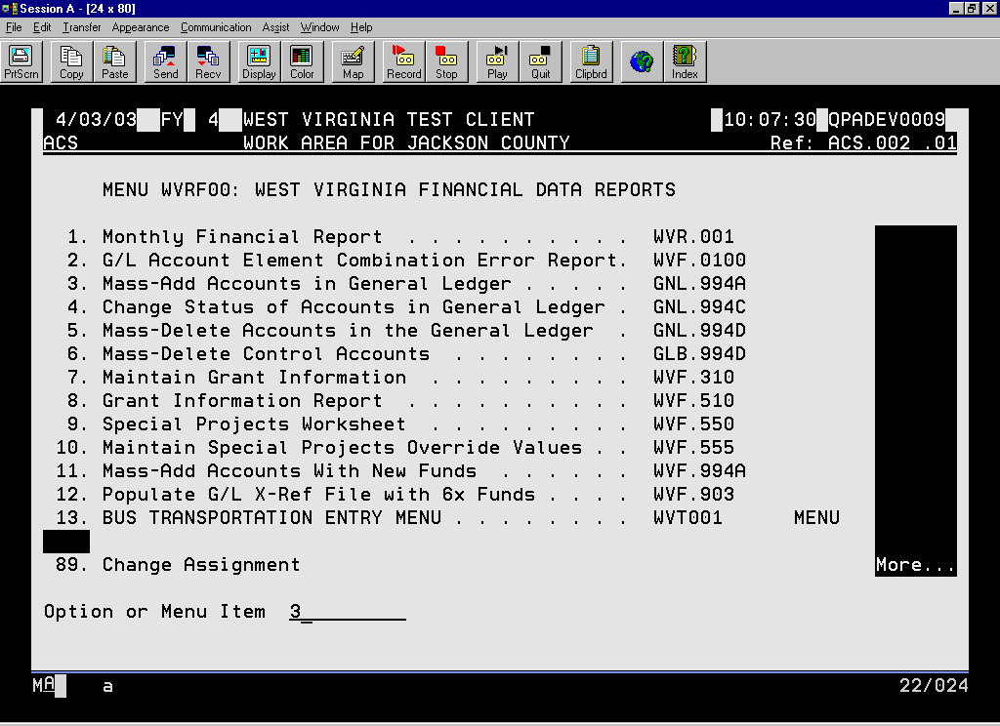 Session A - [24 x 80]
File Edit Transfer Appearance Communication Assist Window Help
PrtScrn Copy Paste Send Recv Display Color Map Record Stop Play Quit Clipbrd Index
4/03/03 FY 4 WEST VIRGINIA TEST CLIENT 10:07:30 QPADEV0009
ACS WORK AREA FOR JACKSON COUNTY Ref: ACS.002 .01
MENU WVRF00: WEST VIRGINIA FINANCIAL DATA REPORTS
1. Monthly Financial Report . . . . . . . . . . WVR.001
2. G/L Account Element Combination Error Report. WVF.0100
3. Mass-Add Accounts in General Ledger . . . . . GNL.994A
4. Change Status of Accounts in General Ledger . GNL.994C
5. Mass-Delete Accounts in the General Ledger . GNL.994D
6. Mass-Delete Control Accounts . . . . . . . . GLB.994D
7. Maintain Grant Information . . . . . . . . . WVF.310
8. Grant Information Report . . . . . . . . . . WVF.510
9. Special Projects Worksheet . . . . . . . . . WVF.550
10. Maintain Special Projects Override Values . . WVF.555
11. Mass-Add Accounts With New Funds . . . . . . WVF.994A
12. Populate G/L X-Ref File with 6x Funds . . . . WVF.903
13. BUS TRANSPORTATION ENTRY MENU . . . . . . . . WVT001 MENU
89. Change Assignment More...
Option or Menu Item 3_
MA a 22/024